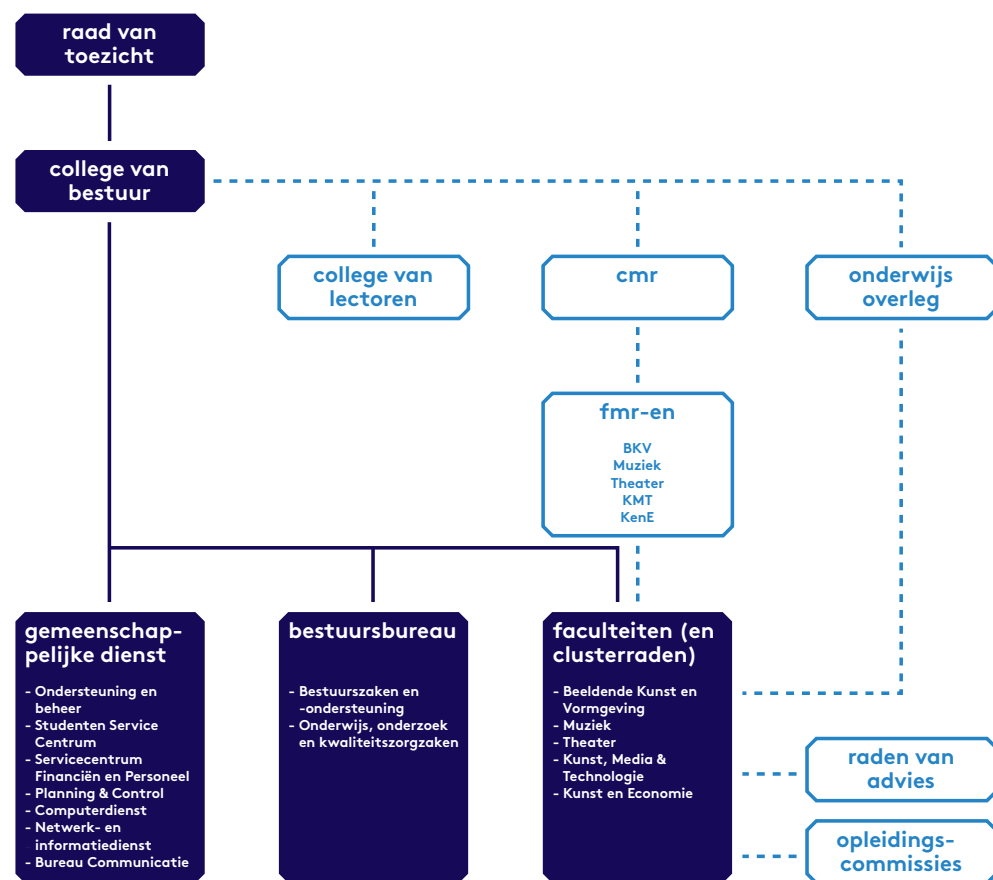 raad van
toezicht
college van
bestuur
college van
lectoren
cmr
onderwijs
overleg
fmr-en
BKV
Muziek
Theater
KMT
KenE
gemeenschap-
pelijke dienst
- Ondersteuning en
beheer
- Studenten Service
Centrum
- Servicecentrum
Financiën en Personeel
- Planning & Control
- Computerdienst
- Netwerk- en
informatiedienst
- Bureau Communicatie
bestuursbureau
- Bestuurszaken en
-ondersteuning
- Onderwijs, onderzoek
en kwaliteitszorgzaken
faculteiten (en
clusterraden)
- Beeldende Kunst en
Vormgeving
- Muziek
- Theater
- Kunst, Media &
Technologie
- Kunst en Economie
raden van
advies
opleidings-
commissies